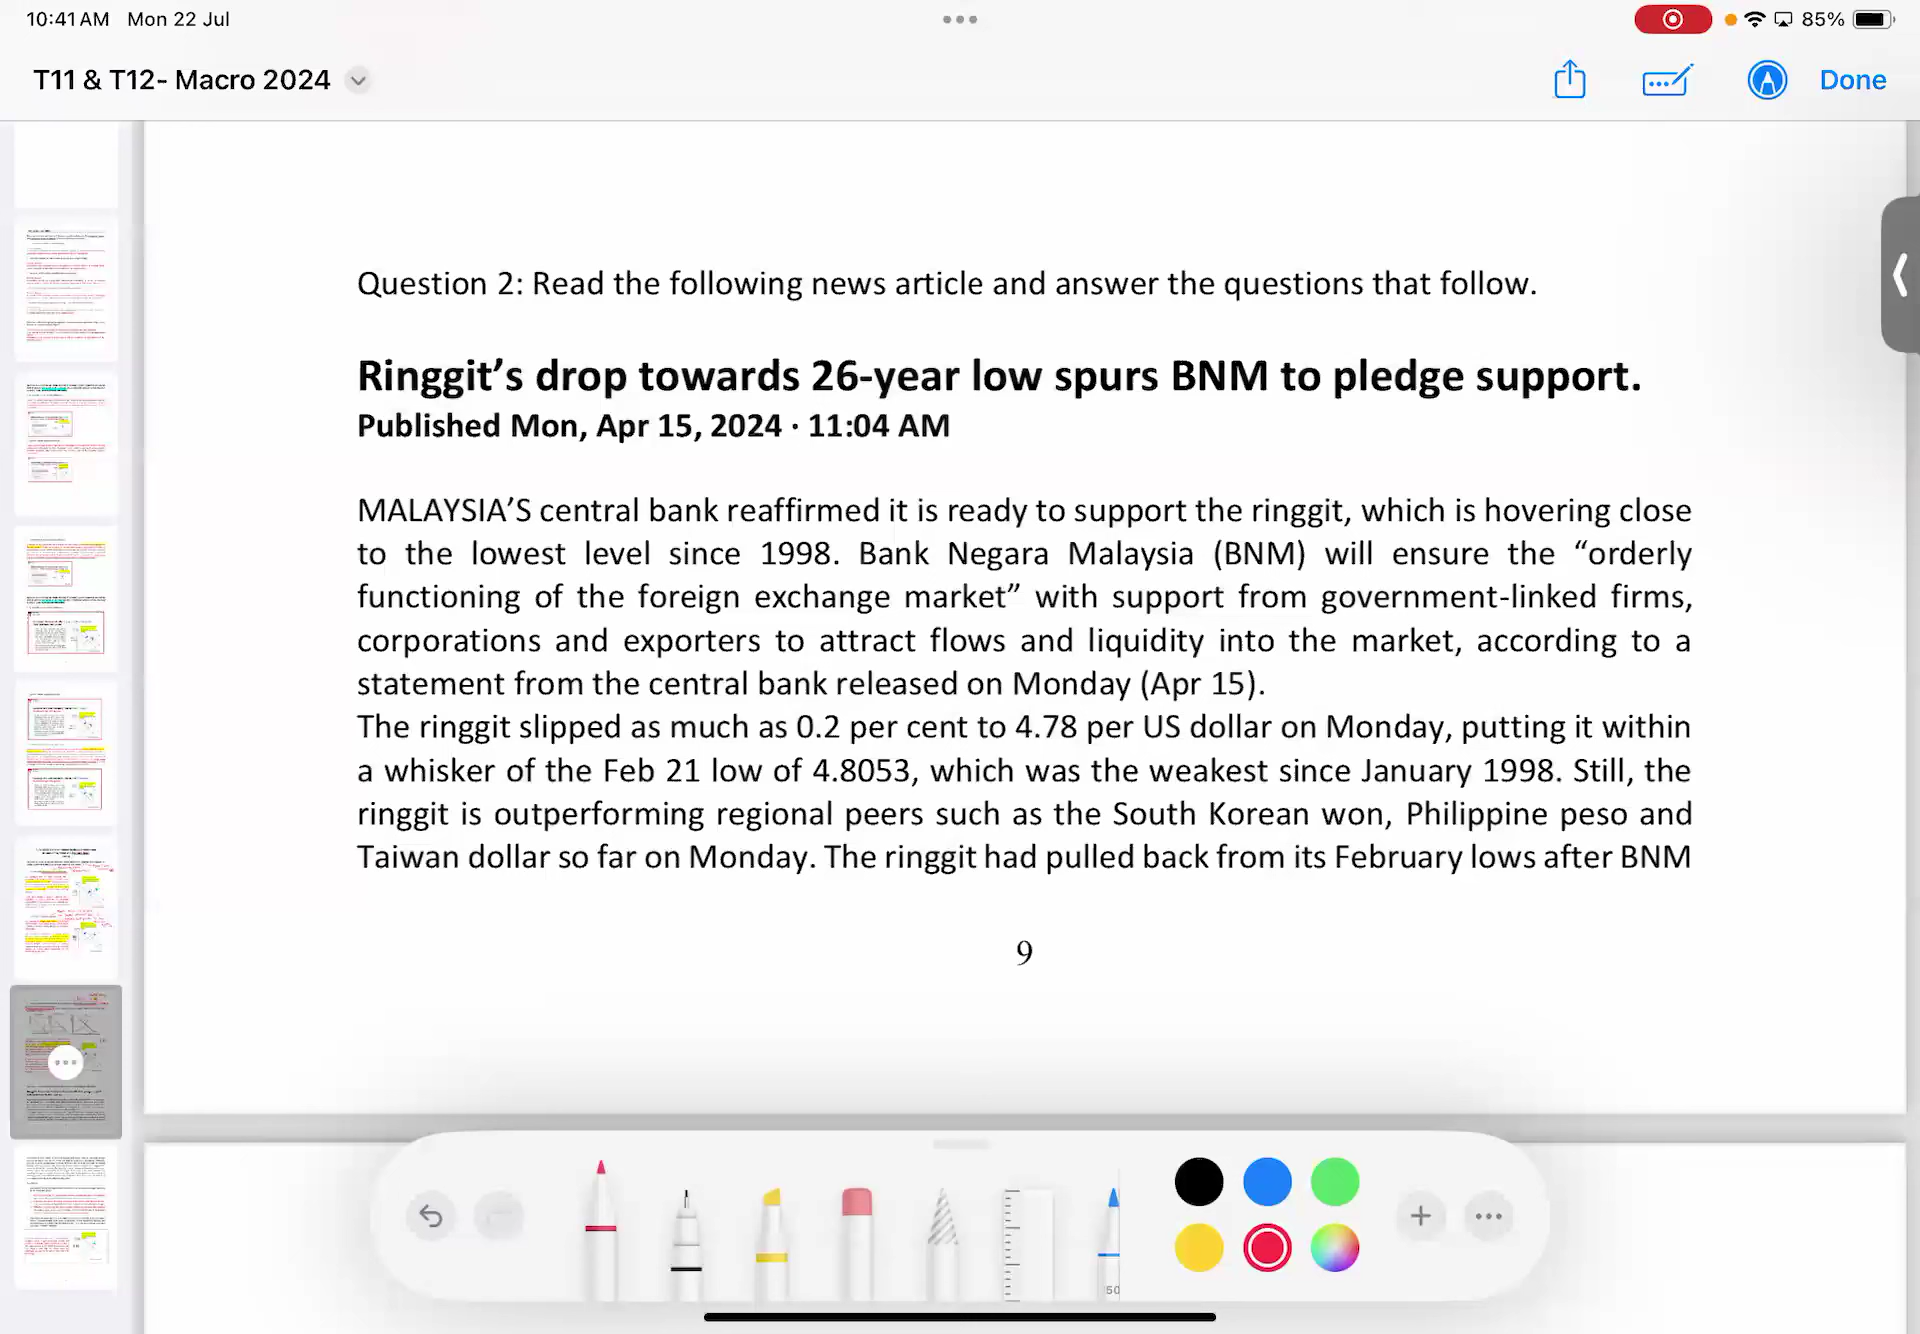 10:41 AM Mon 22 Jul
85%
T11 & T12- Macro 2024
Done
Question 2: Read the following news article and answer the questions that follow.
Ringgit’s drop towards 26-year low spurs BNM to pledge support.
Published Mon, Apr 15, 2024 · 11:04 AM
MALAYSIA’S central bank reaffirmed it is ready to support the ringgit, which is hovering close
to the lowest level since 1998. Bank Negara Malaysia (BNM) will ensure the “orderly
functioning of the foreign exchange market” with support from government-linked firms,
corporations and exporters to attract flows and liquidity into the market, according to a
statement from the central bank released on Monday (Apr 15).
The ringgit slipped as much as 0.2 per cent to 4.78 per US dollar on Monday, putting it within
a whisker of the Feb 21 low of 4.8053, which was the weakest since January 1998. Still, the
ringgit is outperforming regional peers such as the South Korean won, Philippine peso and
Taiwan dollar so far on Monday. The ringgit had pulled back from its February lows after BNM
9
50